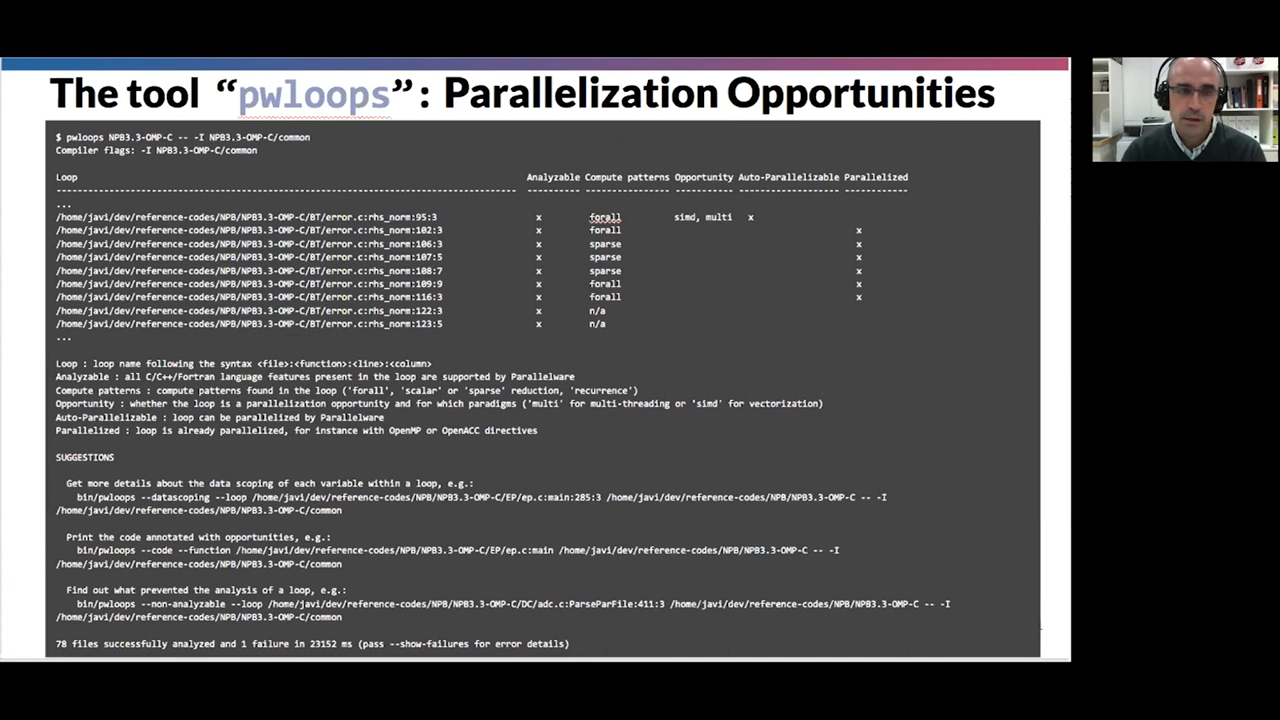 The tool “pwloops”: Parallelization Opportunities
$ pwloops NPB3.3-OMP-C -- -I NPB3.3-OMP-C/common
Compiler flags: -I NPB3.3-OMP-C/common
Loop Analyzable Compute patterns Opportunity Auto-Parallelizable Parallelized
...
/home/javi/dev/reference-codes/NPB/NPB3.3-OMP-C/BT/error.c:rhs_norm:95:3 x forall simd, multi x
/home/javi/dev/reference-codes/NPB/NPB3.3-OMP-C/BT/error.c:rhs_norm:102:3 x forall x
/home/javi/dev/reference-codes/NPB/NPB3.3-OMP-C/BT/error.c:rhs_norm:106:3 x sparse x
/home/javi/dev/reference-codes/NPB/NPB3.3-OMP-C/BT/error.c:rhs_norm:107:5 x sparse x
/home/javi/dev/reference-codes/NPB/NPB3.3-OMP-C/BT/error.c:rhs_norm:108:7 x sparse x
/home/javi/dev/reference-codes/NPB/NPB3.3-OMP-C/BT/error.c:rhs_norm:109:9 x forall x
/home/javi/dev/reference-codes/NPB/NPB3.3-OMP-C/BT/error.c:rhs_norm:116:3 x forall x
/home/javi/dev/reference-codes/NPB/NPB3.3-OMP-C/BT/error.c:rhs_norm:122:3 x n/a
/home/javi/dev/reference-codes/NPB/NPB3.3-OMP-C/BT/error.c:rhs_norm:123:5 x n/a
...
Loop : loop name following the syntax <file>:<function>:<line>:<column>
Analyzable : all C/C++/Fortran language features present in the loop are supported by Parallelware
Compute patterns : compute patterns found in the loop ('forall', 'scalar' or 'sparse' reduction, 'recurrence')
Opportunity : whether the loop is a parallelization opportunity and for which paradigms ('multi' for multi-threading or 'simd' for vectorization)
Auto-Parallelizable : loop can be parallelized by Parallelware
Parallelized : loop is already parallelized, for instance with OpenMP or OpenACC directives
SUGGESTIONS
Get more details about the data scoping of each variable within a loop, e.g.:
bin/pwloops --datascoping --loop /home/javi/dev/reference-codes/NPB/NPB3.3-OMP-C/EP/ep.c:main:285:3 /home/javi/dev/reference-codes/NPB/NPB3.3-OMP-C -- -I
/home/javi/dev/reference-codes/NPB/NPB3.3-OMP-C/common
Print the code annotated with opportunities, e.g.:
bin/pwloops --code --function /home/javi/dev/reference-codes/NPB/NPB3.3-OMP-C/EP/ep.c:main /home/javi/dev/reference-codes/NPB/NPB3.3-OMP-C -- -I
/home/javi/dev/reference-codes/NPB/NPB3.3-OMP-C/common
Find out what prevented the analysis of a loop, e.g.:
bin/pwloops --non-analyzable --loop /home/javi/dev/reference-codes/NPB/NPB3.3-OMP-C/DC/adc.c:ParseParFile:411:3 /home/javi/dev/reference-codes/NPB/NPB3.3-OMP-C -- -I
/home/javi/dev/reference-codes/NPB/NPB3.3-OMP-C/common
78 files successfully analyzed and 1 failure in 23152 ms (pass --show-failures for error details)